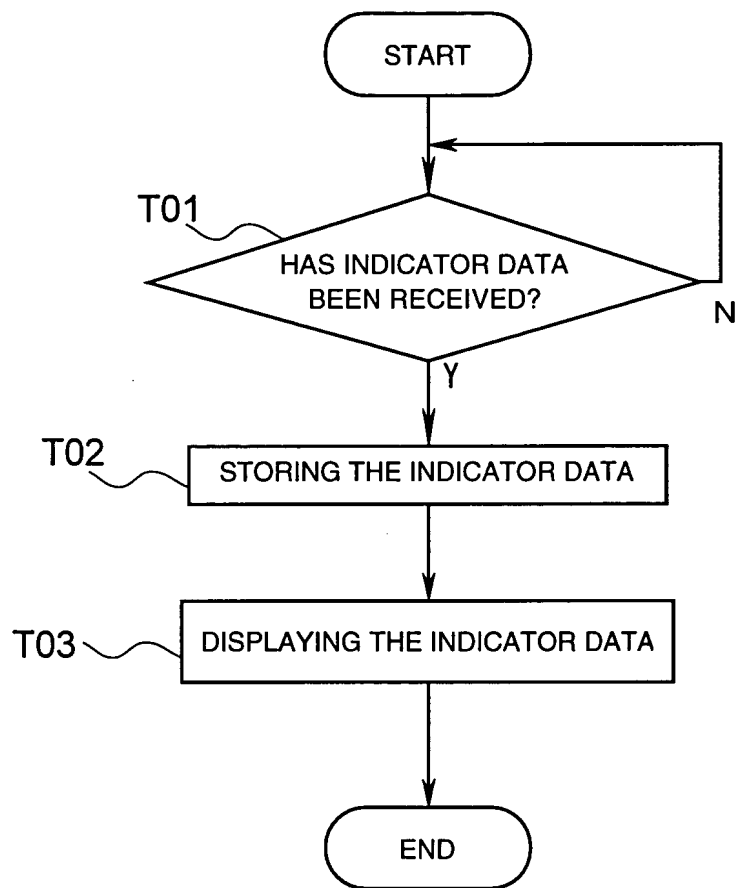 START
T01
HAS INDICATOR DATA
BEEN RECEIVED?
N
Y
T02
STORING THE INDICATOR DATA
T03
DISPLAYING THE INDICATOR DATA
END